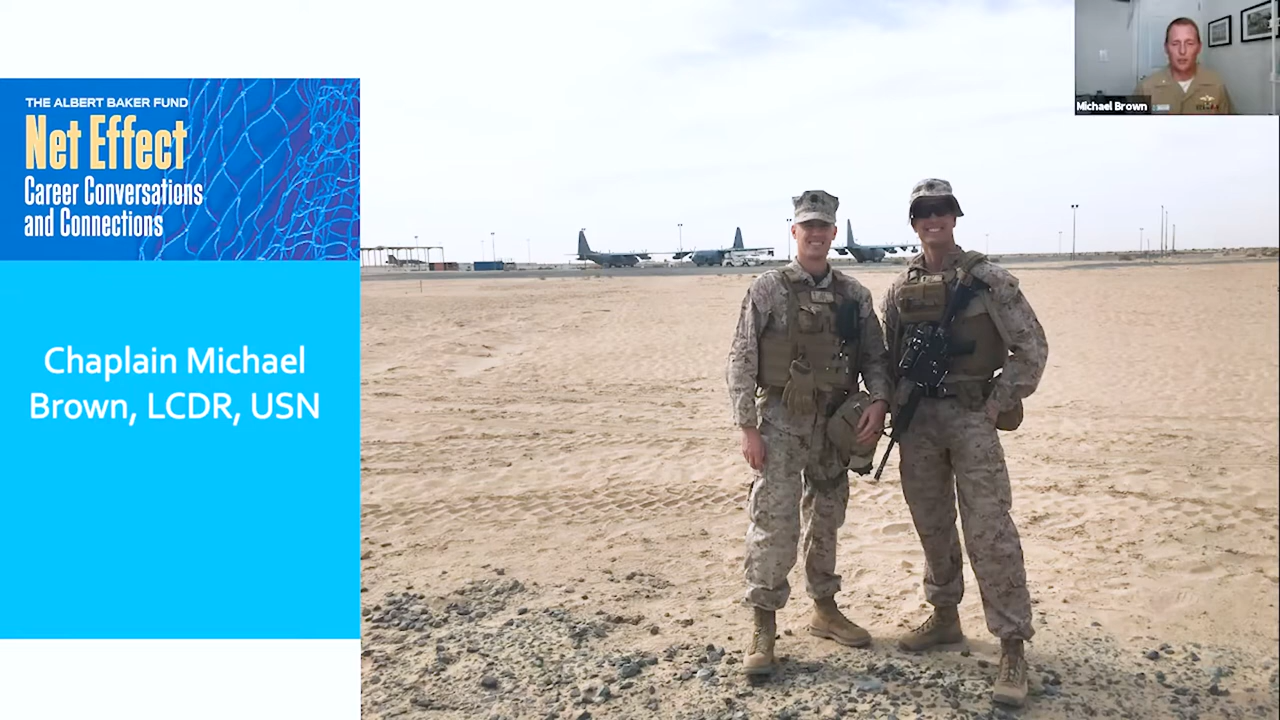 THE ALBERT BAKER FUND
Net Effect
Career Conversations
and Connections
Chaplain Michael
Brown, LCDR, USN
Michael Brown